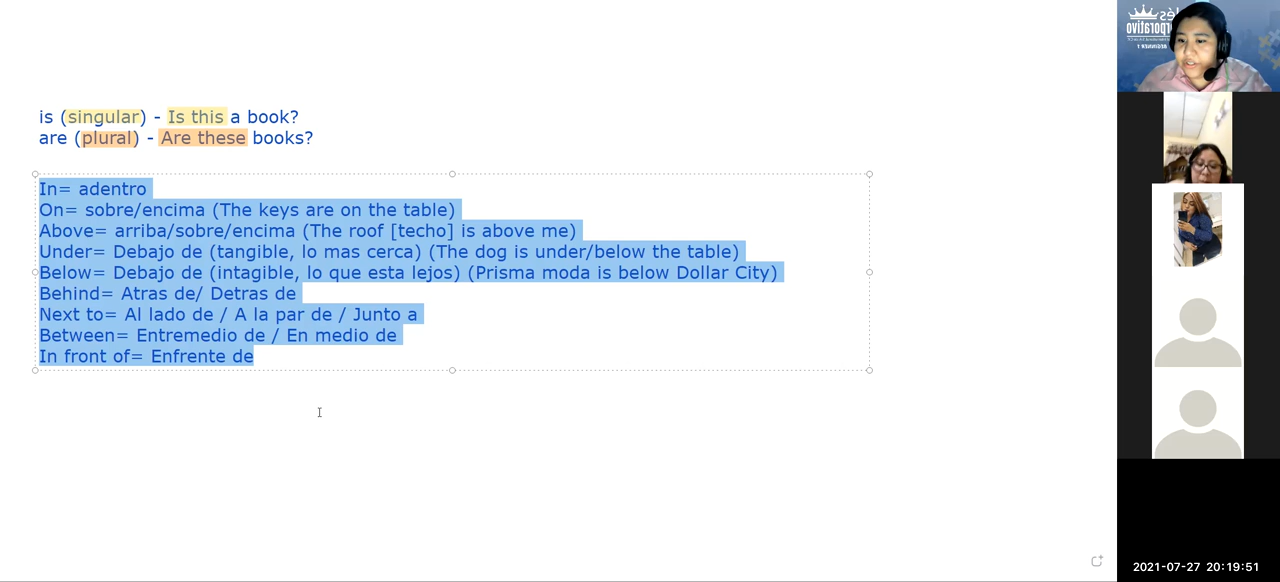 is (singular) - Is this a book?
are (plural) - Are these books?
In= adentro
On= sobre/encima (The keys are on the table)
Above= arriba/sobre/encima (The roof [techo] is above me)
Under= Debajo de (tangible, lo mas cerca) (The dog is under/below the table)
Below= Debajo de (intagible, lo que esta lejos) (Prisma moda is below Dollar City)
Behind= Atras de/ Detras de
Next to= Al lado de / A la par de / Junto a
Between= Entremedio de / En medio de
In front of= Enfrente de
2021-07-27 20:19:51